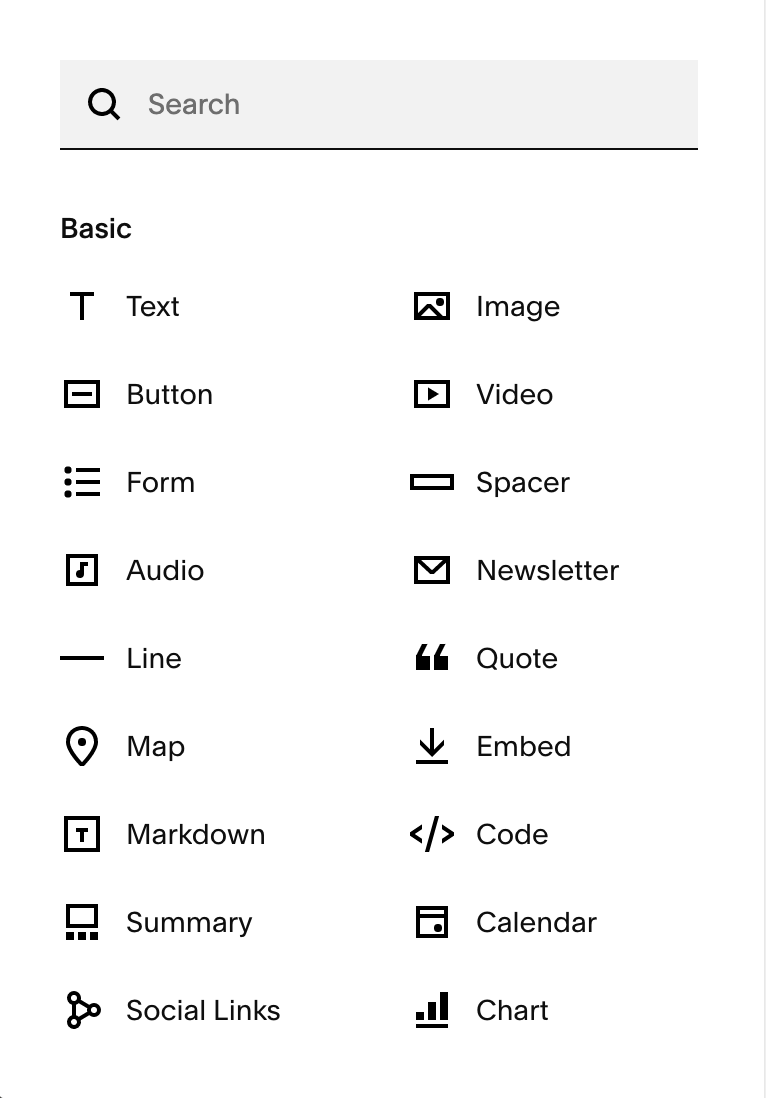 Search
Basic
Text
Image
Button
Video
Form
Spacer
Audio
Newsletter
Line
Quote
Map
Embed
Markdown
Code
Summary
Calendar
Social Links
Chart